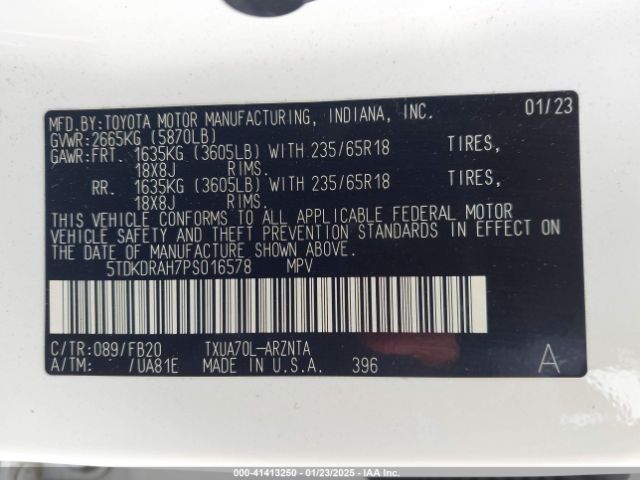 MFD.BY:TOYOTA MOTOR MANUFACTURING, INDIANA, INC. 01/23
GVWR:2665KG (5870LB)
GAWR:FRT. 1635KG (3605LB) WITH 235/65R18 TIRES,
18X8J RIMS.
RR. 1635KG (3605LB) WITH 235/65R18 TIRES,
18X8J RIMS.
THIS VEHICLE CONFORMS TO ALL APPLICABLE FEDERAL MOTOR
VEHICLE SAFETY AND THEFT PREVENTION STANDARDS IN EFFECT ON THE
DATE OF MANUFACTURE SHOWN ABOVE.
5TDKDRAH7PS016578 MPV
C/TR:089/FB20 TXUA70L-ARZNTA
A/TM: /UA81E MADE IN U.S.A. 396 A
000-41413250 - 01/23/2025 - IAA, Inc.